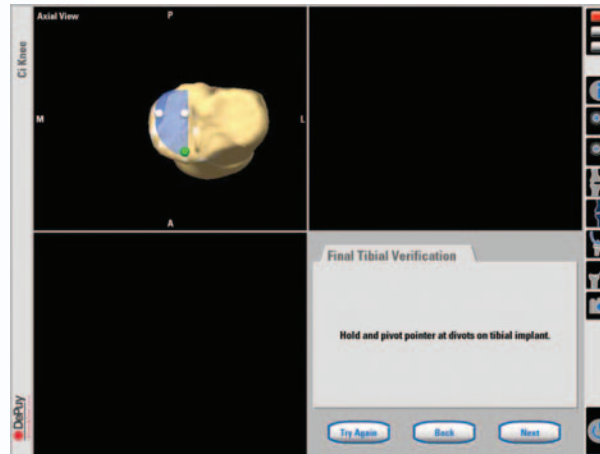 Axial View
P
Ci Knee
M
L
A
Final Tibial Verification
Hold and pivot pointer at divots on tibial implant.
DePuy
Try Again
Back
Next